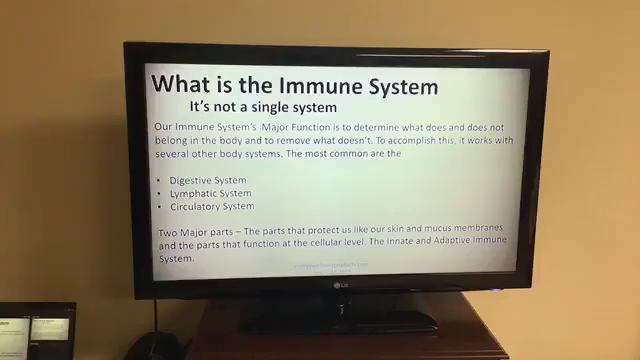 What is the Immune System
It's not a single system
Our Immune System's Major Function is to determine what does and does not
belong in the body and to remove what doesn't. To accomplish this, it works with
several other body systems. The most common are the
• Digestive System
• Lymphatic System
• Circulatory System
Two Major parts – The parts that protect us like our skin and mucus membranes
and the parts that function at the cellular level. The Innate and Adaptive Immune
System.
LG